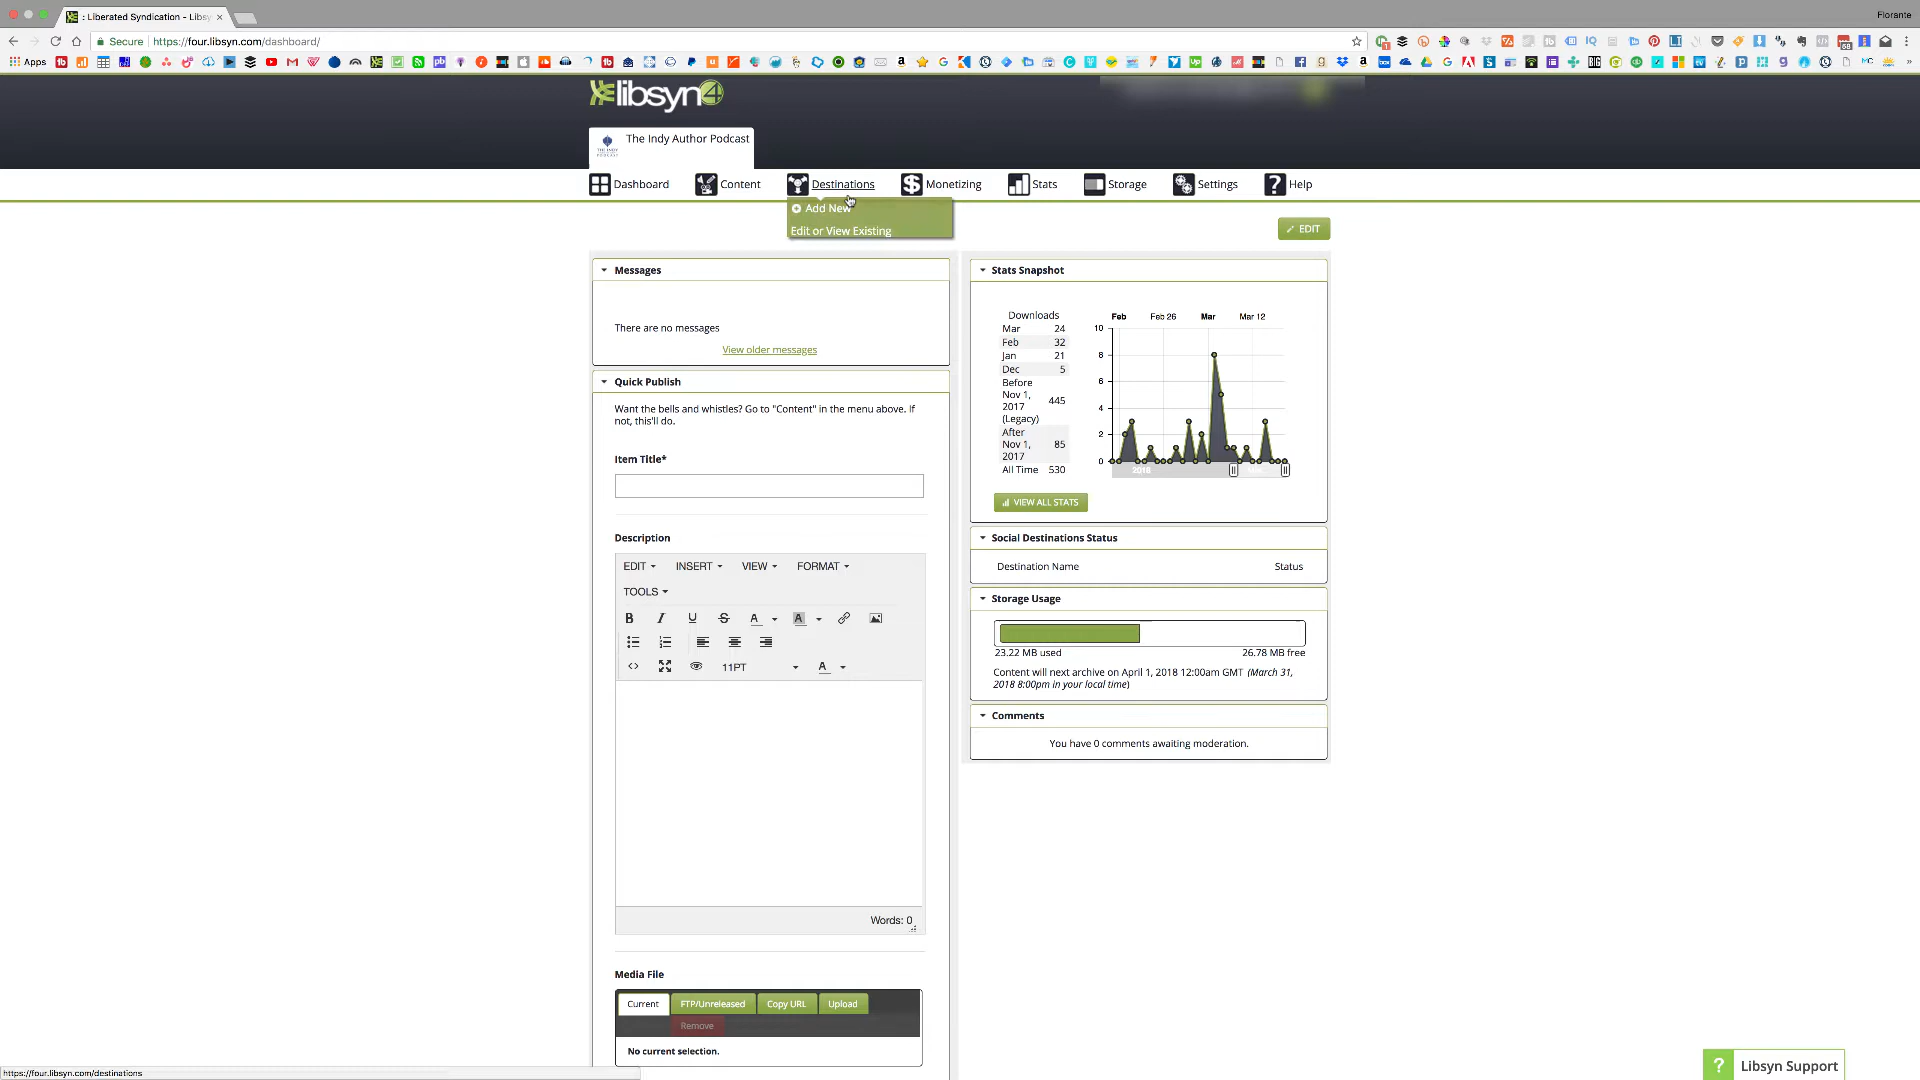 : Liberated Syndication - Libsy
Florante
Secure https://four.libsyn.com/dashboard/
Apps
libsyn4
The Indy Author Podcast
Dashboard Content Destinations Monetizing Stats Storage Settings Help
Add New
Edit or View Existing
EDIT
Messages
There are no messages
View older messages
Quick Publish
Want the bells and whistles? Go to "Content" in the menu above. If
not, this'll do.
Item Title*
Description
EDIT INSERT VIEW FORMAT
TOOLS
11PT
Words: 0
Media File
Current FTP/Unreleased Copy URL Upload
Remove
No current selection.
Stats Snapshot
Downloads
Mar 24
Feb 32
Jan 21
Dec 5
Before
Nov 1,
2017 445
(Legacy)
After
Nov 1, 85
2017
All Time 530
Feb Feb 26 Mar Mar 12
10
8
6
4
2
0
2018
VIEW ALL STATS
Social Destinations Status
Destination Name Status
Storage Usage
23.22 MB used 26.78 MB free
Content will next archive on April 1, 2018 12:00am GMT (March 31,
2018 8:00pm in your local time)
Comments
You have 0 comments awaiting moderation.
? Libsyn Support
https://four.libsyn.com/destinations